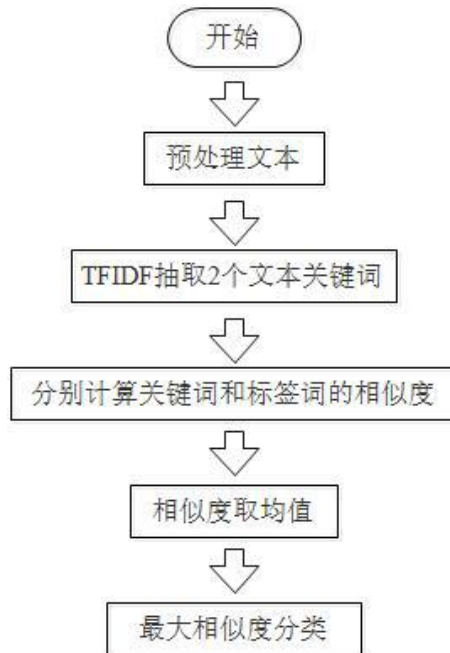 开始
预处理文本
TFIDF抽取2个文本关键词
分别计算关键词和标签词的相似度
相似度取均值
最大相似度分类